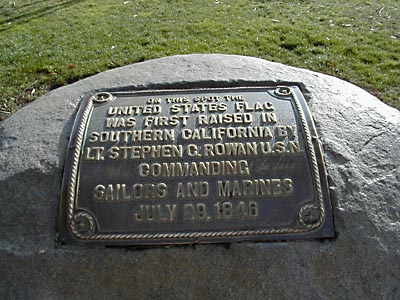 ON THIS SPOT THE
UNITED STATES FLAG
WAS FIRST RAISED IN
SOUTHERN CALIFORNIA BY
LT. STEPHEN C. ROWAN U.S.N.
COMMANDING
SAILORS AND MARINES
JULY 29, 1846